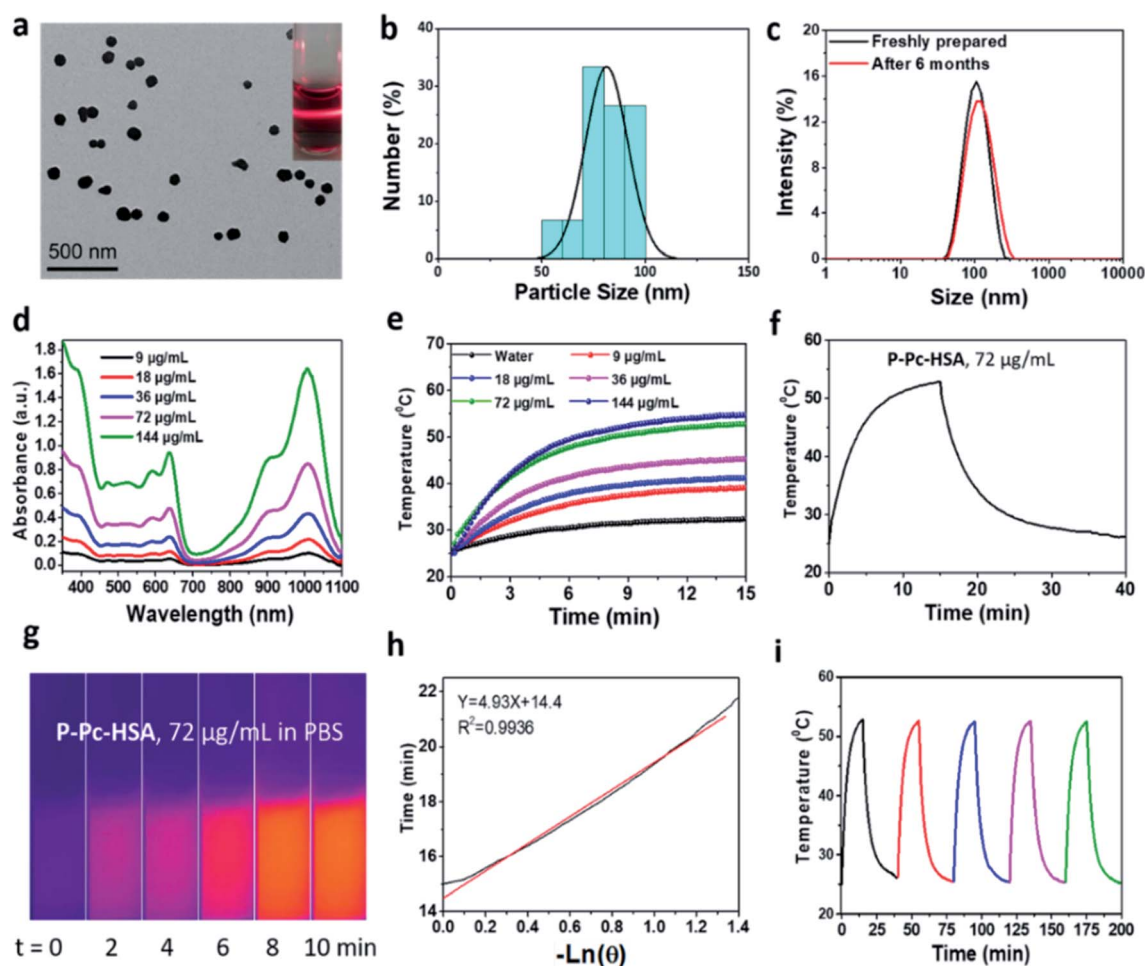 a
500 nm
b
Number (%)
40
30
20
10
0
0 50 100 150
Particle Size (nm)
c
Intensity (%)
20
16
12
8
4
0
Freshly prepared
After 6 months
1 10 100 1000 10000
Size (nm)
d
Absorbance (a.u.)
1.8
1.6
1.4
1.2
1.0
0.8
0.6
0.4
0.2
0.0
9 µg/mL
18 µg/mL
36 µg/mL
72 µg/mL
144 µg/mL
400 500 600 700 800 900 1000 1100
Wavelength (nm)
e
Temperature (⁰C)
70
60
50
40
30
20
Water 9 µg/mL
18 µg/mL 36 µg/mL
72 µg/mL 144 µg/mL
0 3 6 9 12 15
Time (min)
f
Temperature (⁰C)
60
50
40
30
20
P-Pc-HSA, 72 µg/mL
0 10 20 30 40
Time (min)
g
P-Pc-HSA, 72 µg/mL in PBS
t = 0 2 4 6 8 10 min
h
Time (min)
22
20
18
16
14
Y=4.93X+14.4
R²=0.9936
0.0 0.2 0.4 0.6 0.8 1.0 1.2 1.4
-Ln(θ)
i
Temperature (⁰C)
60
50
40
30
20
0 25 50 75 100 125 150 175 200
Time (min)